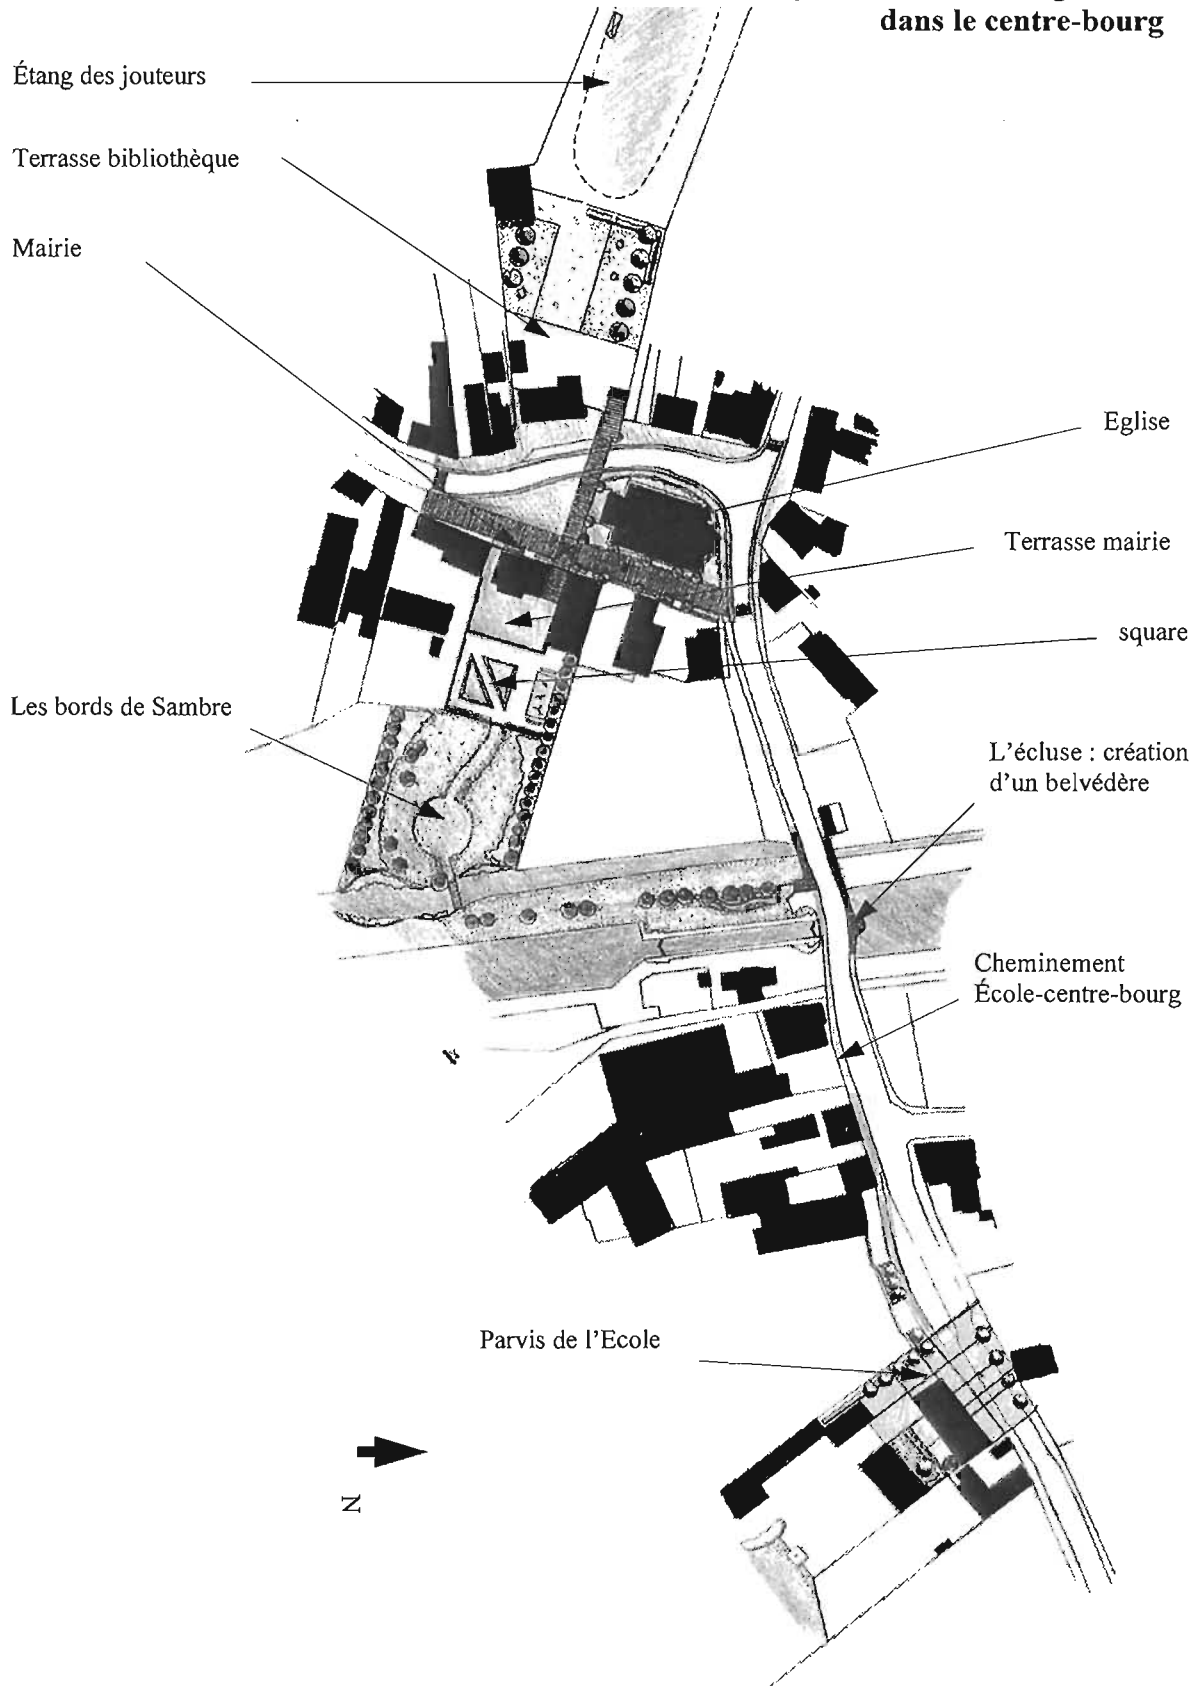 dans le centre-bourg
Étang des jouteurs
Terrasse bibliothèque
Mairie
Eglise
Terrasse mairie
square
Les bords de Sambre
L'écluse : création
d'un belvédère
Cheminement
École-centre-bourg
Parvis de l'Ecole
N